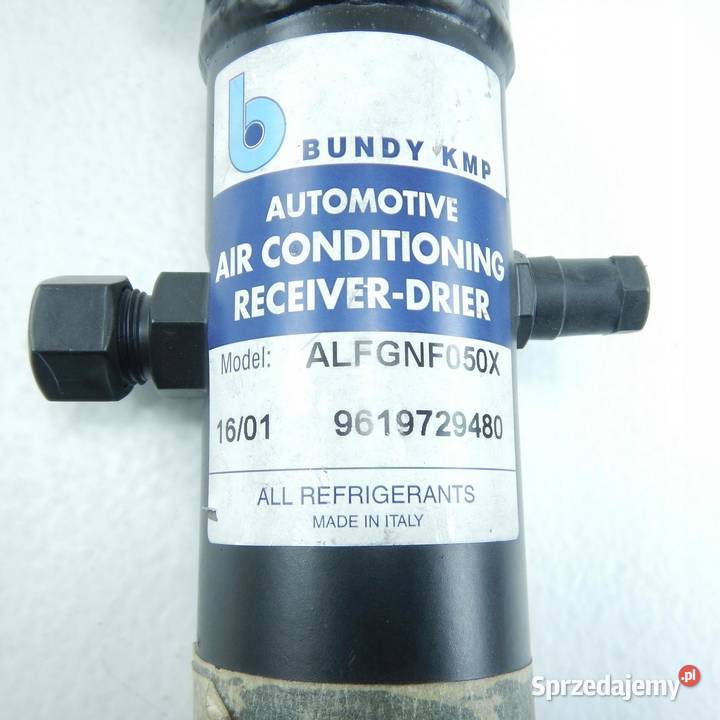 b
BUNDY KMP
AUTOMOTIVE
AIR CONDITIONING
RECEIVER-DRIER
Model: ALFGNF050X
16/01 9619729480
ALL REFRIGERANTS
MADE IN ITALY
Sprzedajemy.pl